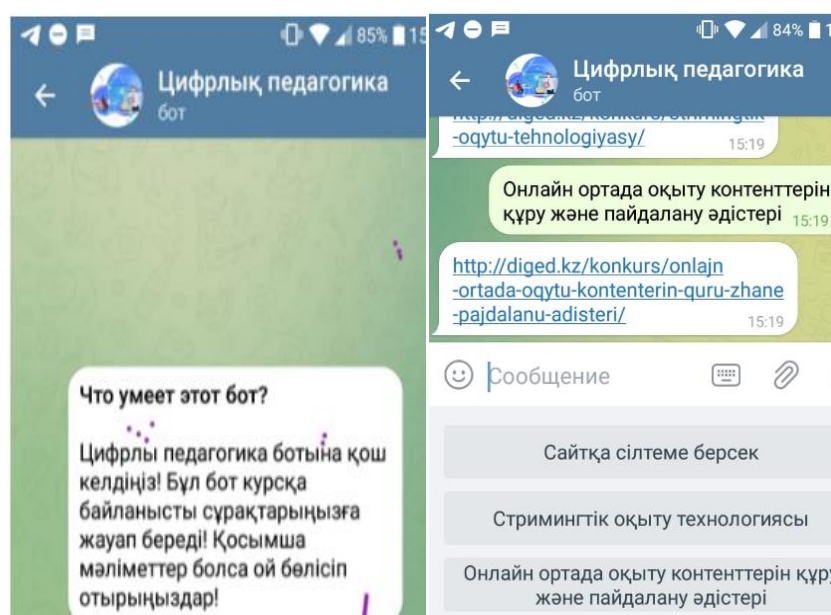 85% 15
Цифрлық педагогика
бот
Что умеет этот бот?
Цифрлы педагогика ботына қош
келдіңіз! Бұл бот курсқа
байланысты сұрақтарыңызға
жауап береді! Қосымша
мәліметтер болса ой бөлісіп
отырыңыздар!
84% 1
Цифрлық педагогика
бот
-oqytu-tehnologiyasy/
15:19
Онлайн ортада оқыту контенттерін
құру және пайдалану әдістері 15:19
http://diged.kz/konkurs/onlajn
-ortada-oqytu-kontenterin-quru-zhane
-pajdalanu-adisteri/
15:19
Сообщение
Сайтқа сілтеме берсек
Стримингтік оқыту технологиясы
Онлайн ортада оқыту контенттерін құру
және пайдалану әдістері